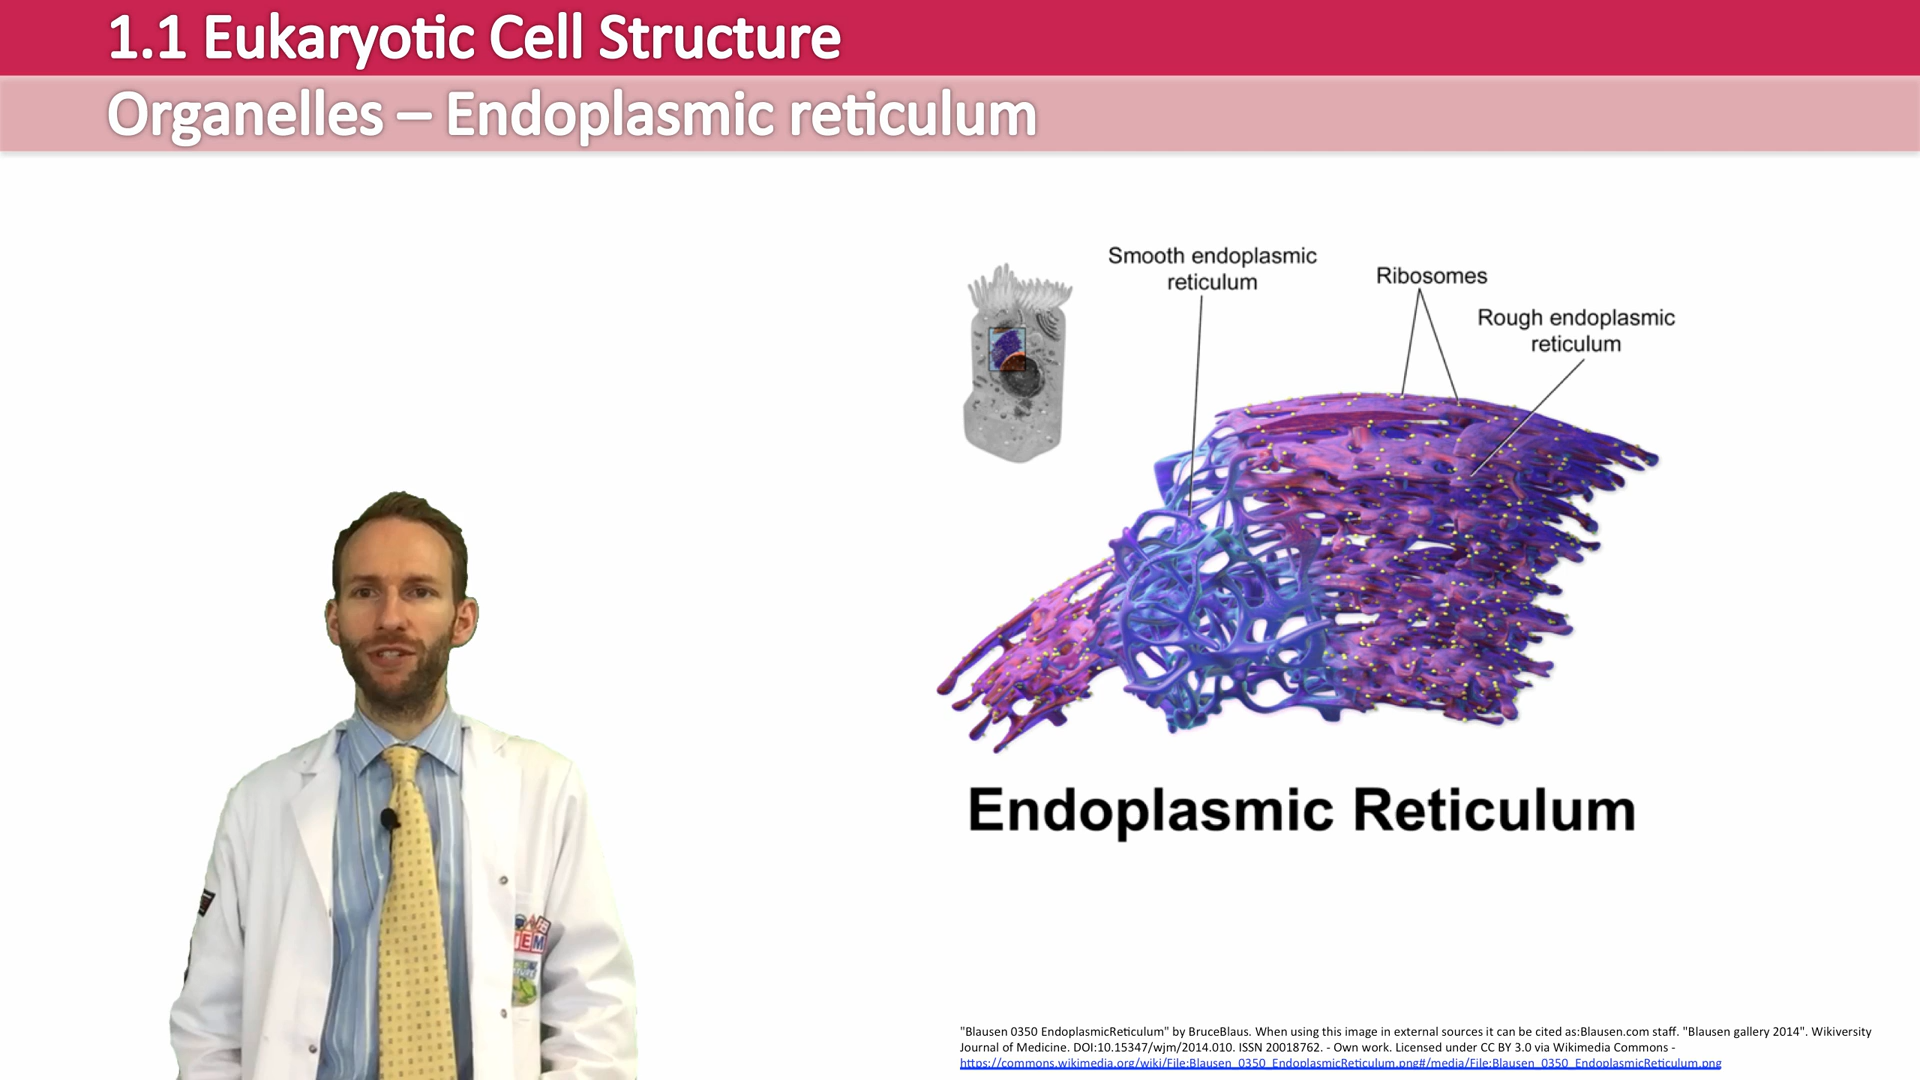 1.1 Eukaryotic Cell Structure
Organelles – Endoplasmic reticulum
Smooth endoplasmic
reticulum
Ribosomes
Rough endoplasmic
reticulum
Endoplasmic Reticulum
TEM
"Blausen 0350 EndoplasmicReticulum" by BruceBlaus. When using this image in external sources it can be cited as:Blausen.com staff. "Blausen gallery 2014". Wikiversity
Journal of Medicine. DOI:10.15347/wjm/2014.010. ISSN 20018762. - Own work. Licensed under CC BY 3.0 via Wikimedia Commons -
https://commons.wikimedia.org/wiki/File:Blausen_0350_EndoplasmicReticulum.png#/media/File:Blausen_0350_EndoplasmicReticulum.png